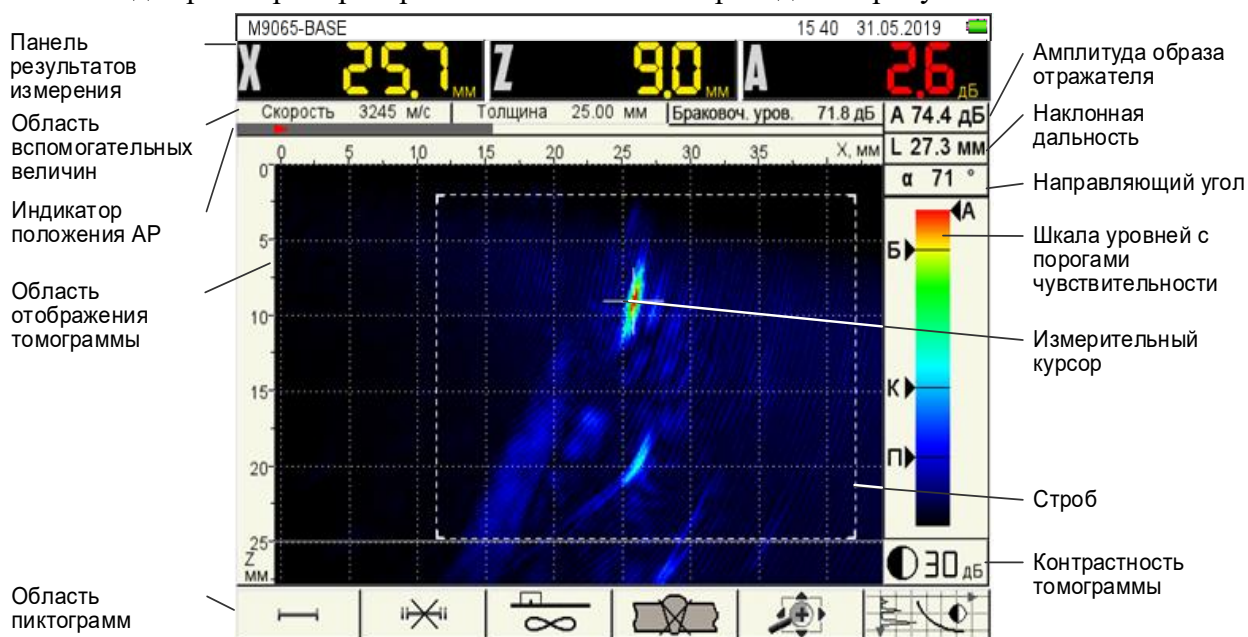 M9065-BASE
15 40 31.05.2019
X 25.7 мм
Z 9.0 мм
A 2.6 дБ
Скорость 3245 м/с
Толщина 25.00 мм
Браковоч. уров. 71.8 дБ
A 74.4 дБ
L 27.3 мм
α 71 °
0 5 10 15 20 25 30 35 X, мм
0
5
10
15
20
25
Z
мм
A
Б
К
П
30 дБ
Панель
результатов
измерения
Область
вспомогательных
величин
Индикатор
положения АР
Область
отображения
томограммы
Область
пиктограмм
Амплитуда образа
отражателя
Наклонная
дальность
Направляющий угол
Шкала уровней с
порогами
чувствительности
Измерительный
курсор
Строб
Контрастность
томограммы